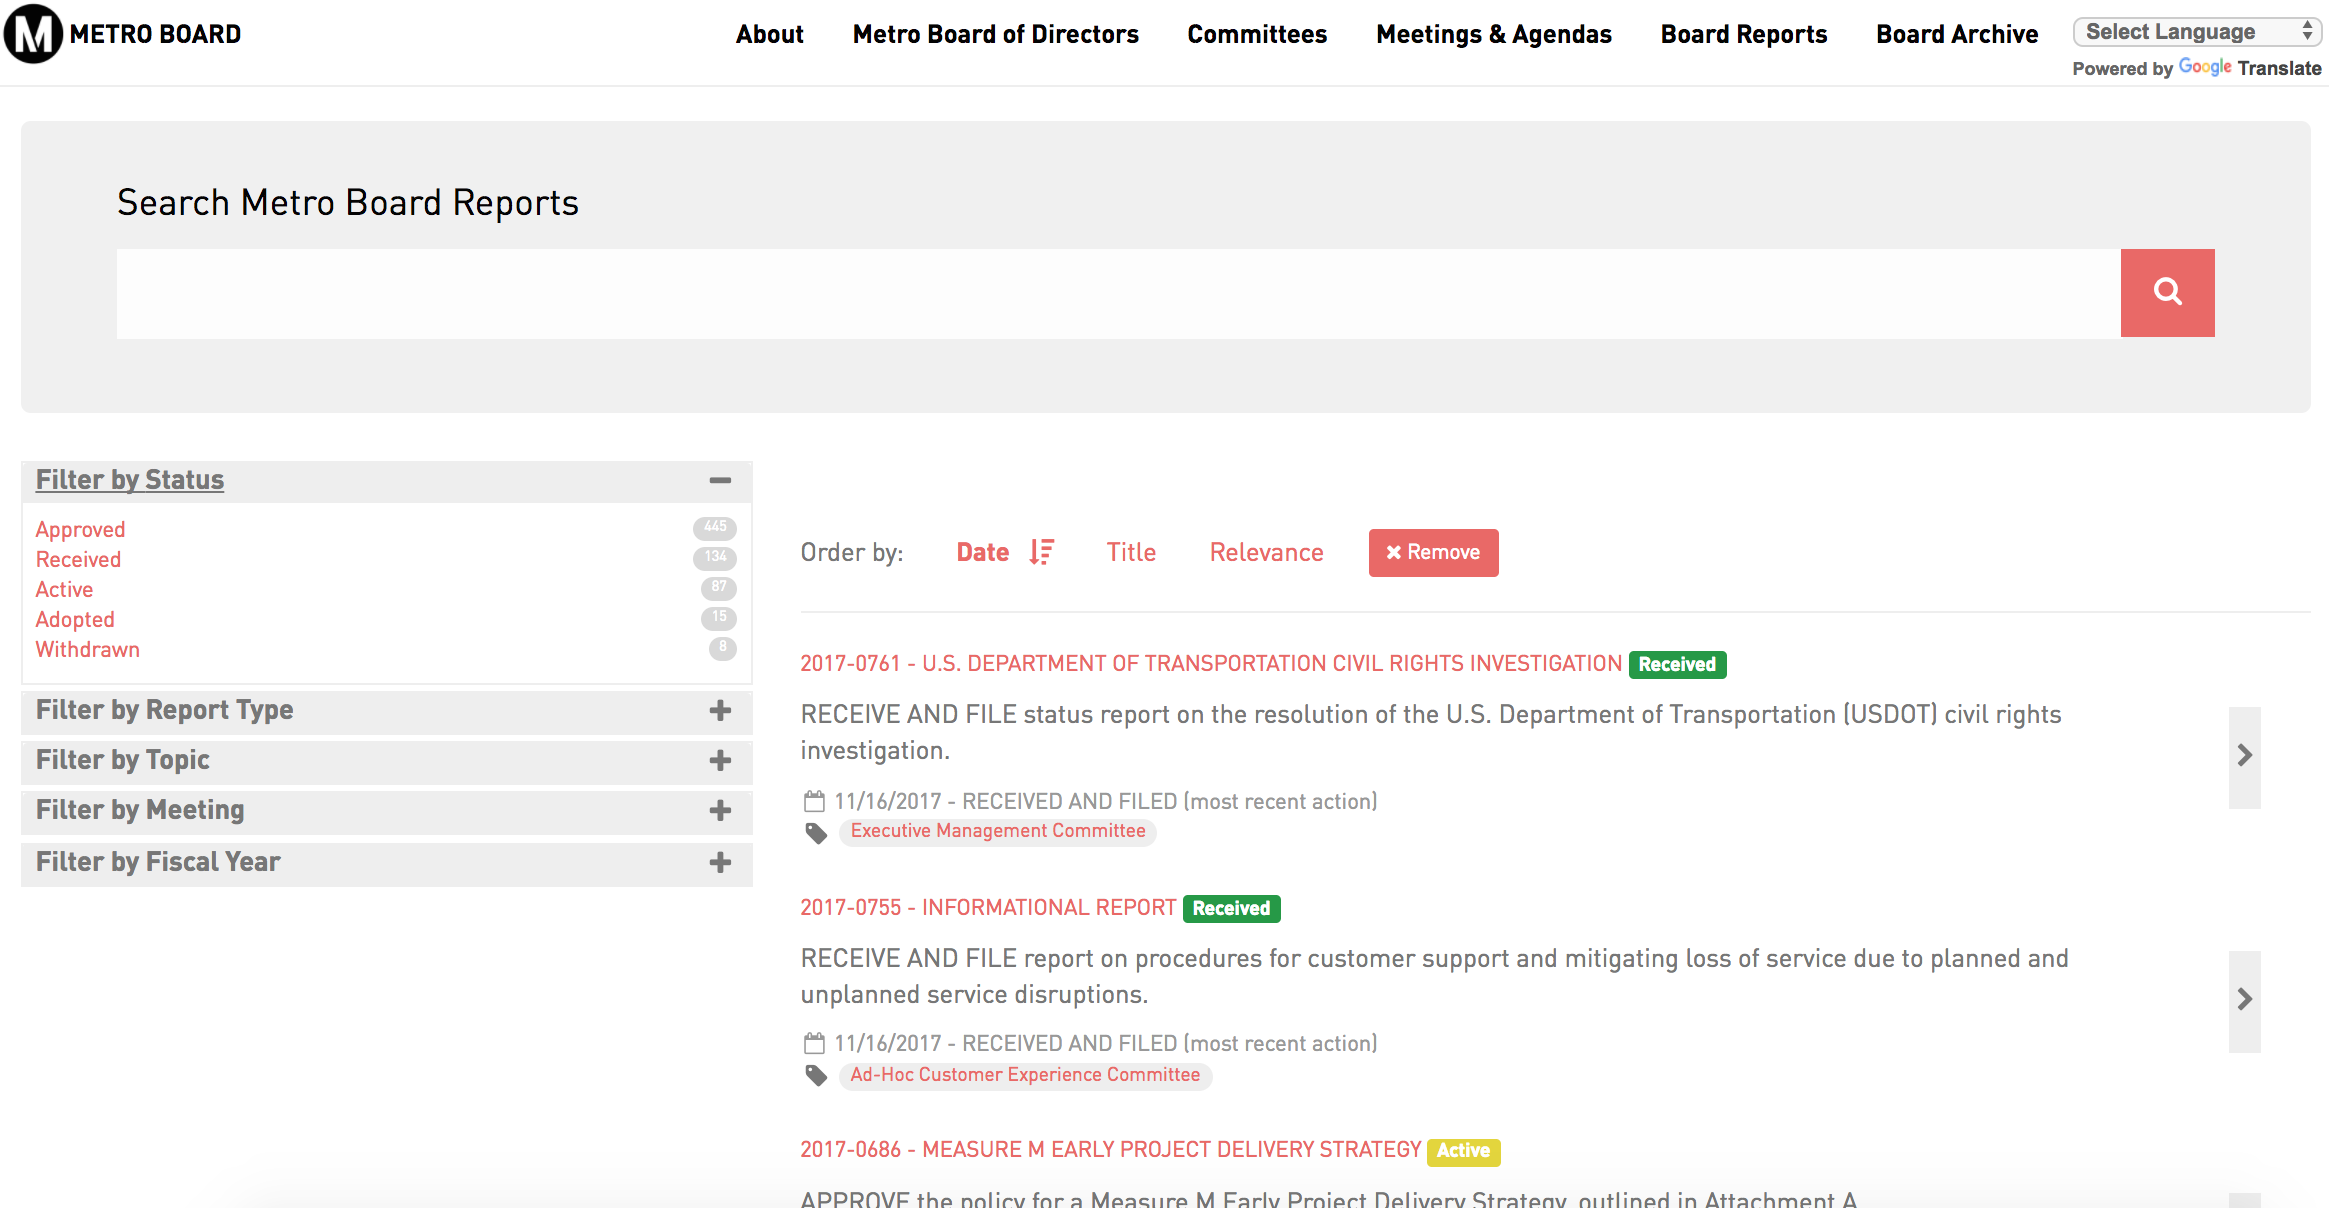 M METRO BOARD
About Metro Board of Directors Committees Meetings & Agendas Board Reports Board Archive Select Language
Powered by Google Translate
Search Metro Board Reports
Filter by Status
Approved 445
Received 134
Active 87
Adopted 15
Withdrawn 8
Filter by Report Type
Filter by Topic
Filter by Meeting
Filter by Fiscal Year
Order by: Date Title Relevance Remove
2017-0761 - U.S. DEPARTMENT OF TRANSPORTATION CIVIL RIGHTS INVESTIGATION Received
RECEIVE AND FILE status report on the resolution of the U.S. Department of Transportation (USDOT) civil rights
investigation.
11/16/2017 - RECEIVED AND FILED (most recent action)
Executive Management Committee
2017-0755 - INFORMATIONAL REPORT Received
RECEIVE AND FILE report on procedures for customer support and mitigating loss of service due to planned and
unplanned service disruptions.
11/16/2017 - RECEIVED AND FILED (most recent action)
Ad-Hoc Customer Experience Committee
2017-0686 - MEASURE M EARLY PROJECT DELIVERY STRATEGY Active
APPROVE the policy for a Measure M Early Project Delivery Strategy, outlined in Attachment A